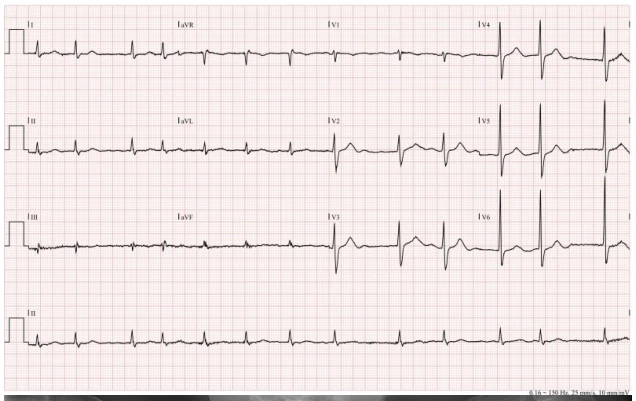 I aVR V1 V4
II aVL V2 V5
III aVF V3 V6
II
0.16 ~ 150 Hz, 25 mm/s, 10 mm/mV